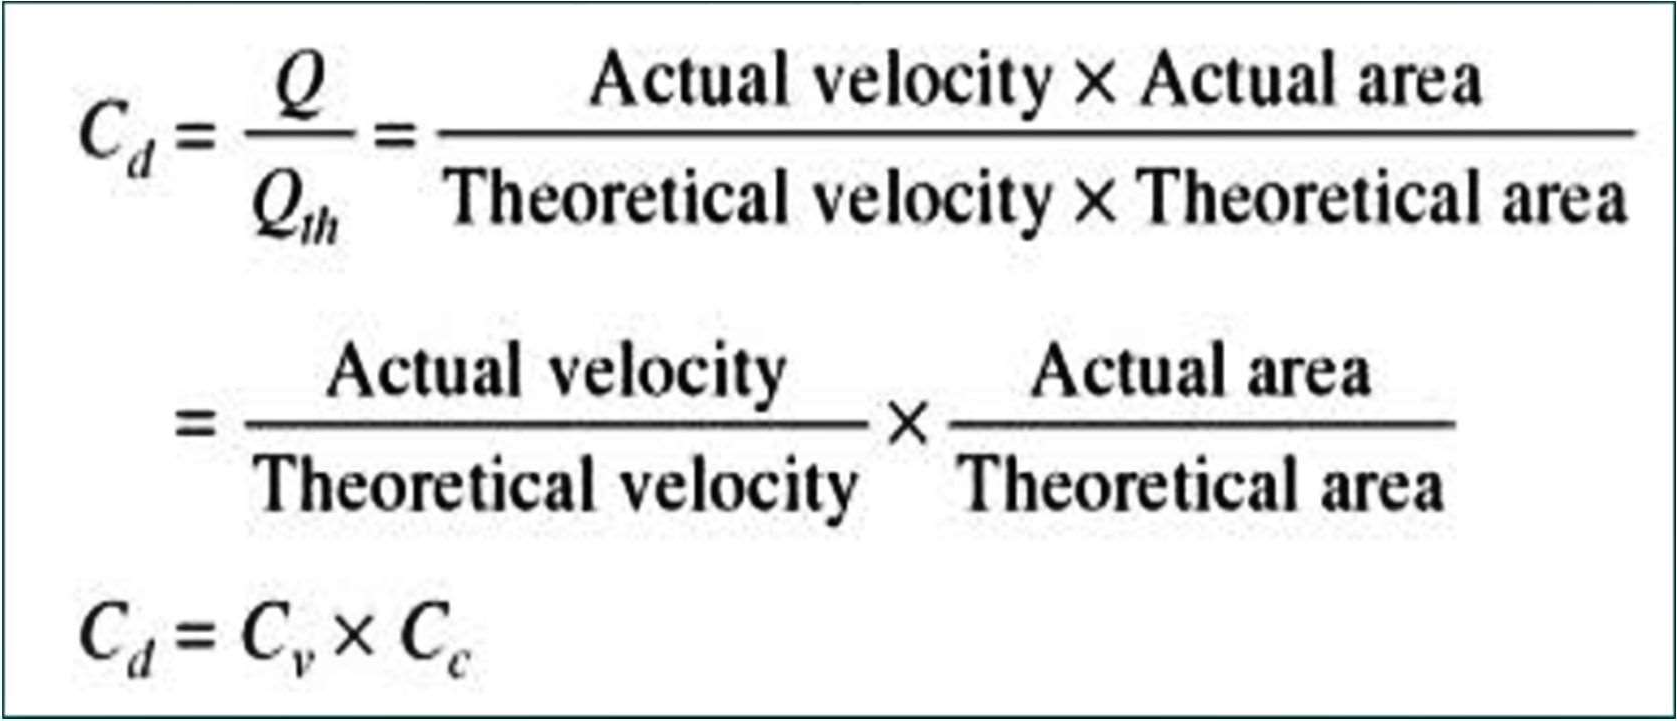 C_d = Q / Q_th = Actual velocity × Actual area / Theoretical velocity × Theoretical area
= Actual velocity / Theoretical velocity × Actual area / Theoretical area
C_d = C_v × C_c